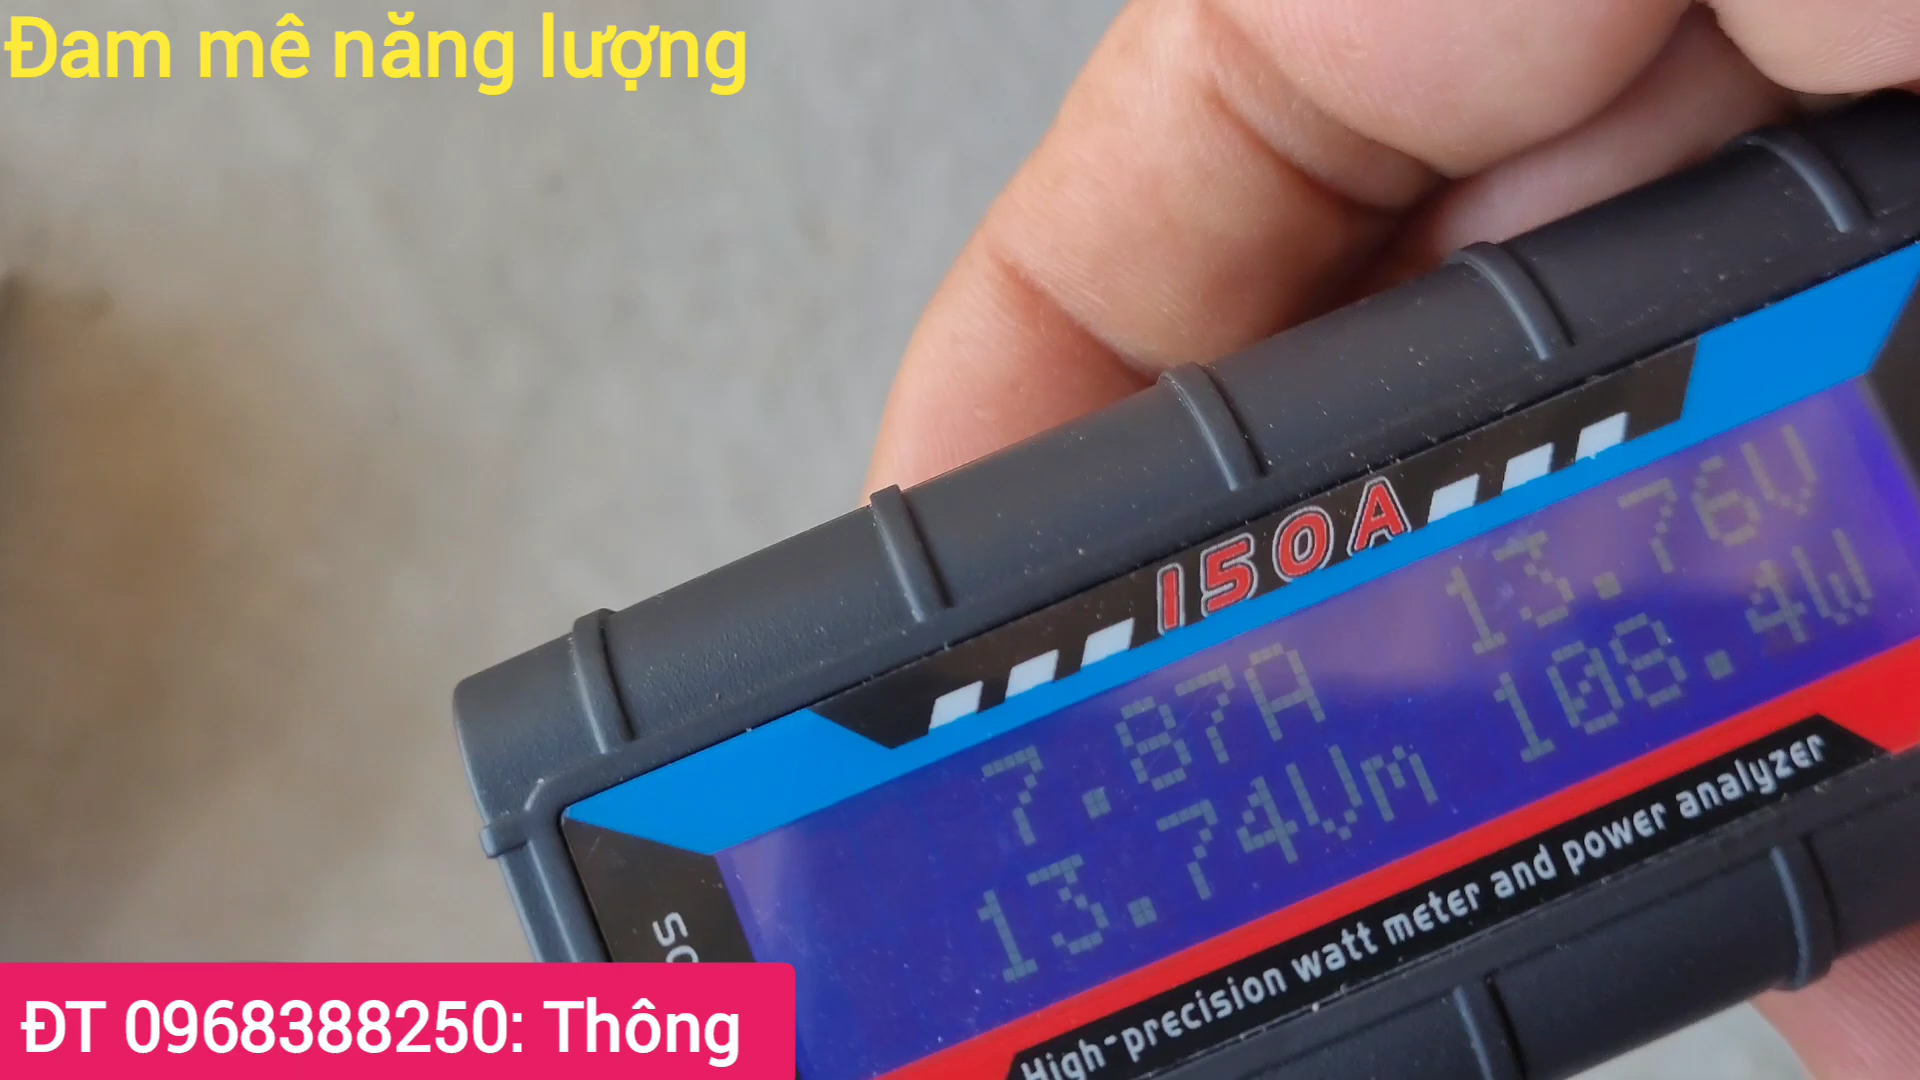 Đam mê năng lượng
150A
7.87A 13.76V
13.74Vm 108.4W
High-precision watt meter and power analyzer
ĐT 0968388250: Thông